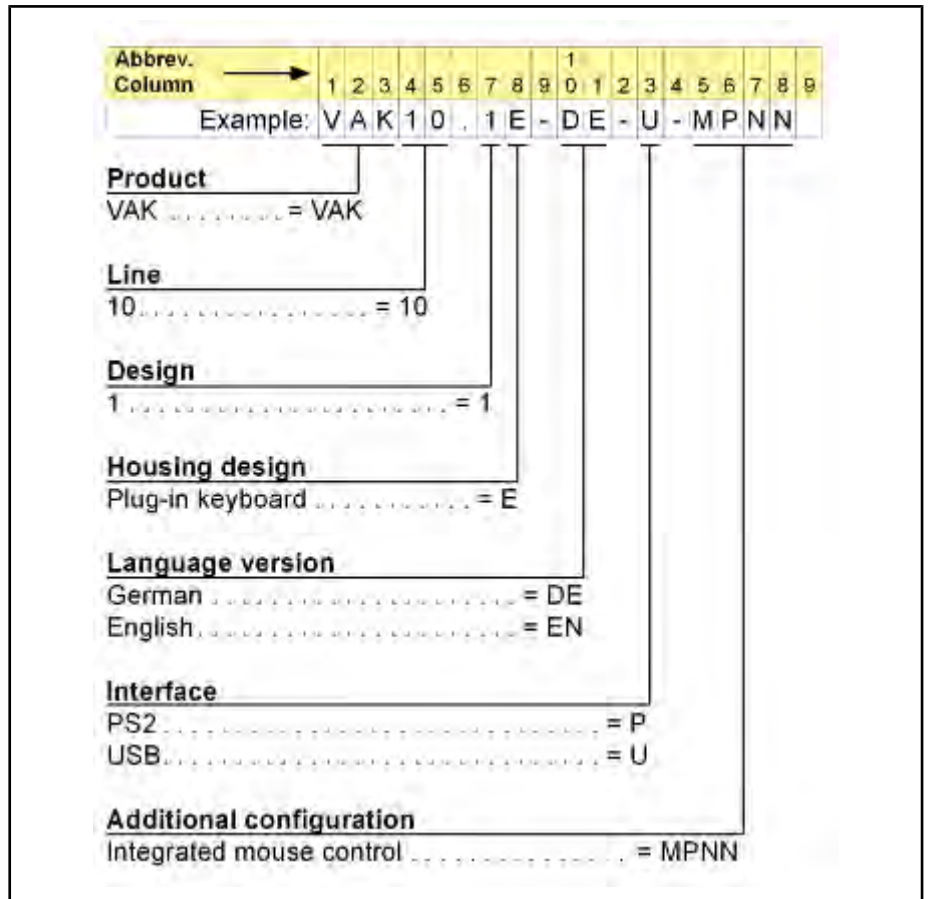 Abbrev. 1
Column 1 2 3 4 5 6 7 8 9 0 1 2 3 4 5 6 7 8 9
Example: V A K 1 0 . 1 E - D E - U - M P N N
Product
VAK . . . . . . . . = VAK
Line
10 . . . . . . . . . . . . . . . . = 10
Design
1 . . . . . . . . . . . . . . . . . . . . . . = 1
Housing design
Plug-in keyboard . . . . . . . . . . . = E
Language version
German . . . . . . . . . . . . . . . . . . . . . = DE
English . . . . . . . . . . . . . . . . . . . . . . = EN
Interface
PS2 . . . . . . . . . . . . . . . . . . . . . . . . . . . . . = P
USB . . . . . . . . . . . . . . . . . . . . . . . . . . . . . = U
Additional configuration
Integrated mouse control . . . . . . . . . . . . . . = MPNN